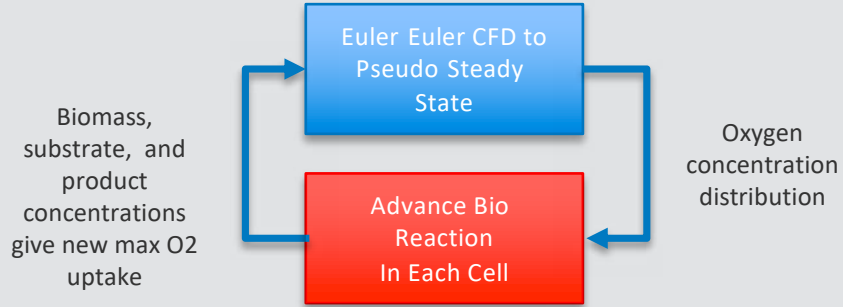 Euler Euler CFD to
Pseudo Steady
State
Biomass,
substrate, and
product
concentrations
give new max O2
uptake
Oxygen
concentration
distribution
Advance Bio
Reaction
In Each Cell